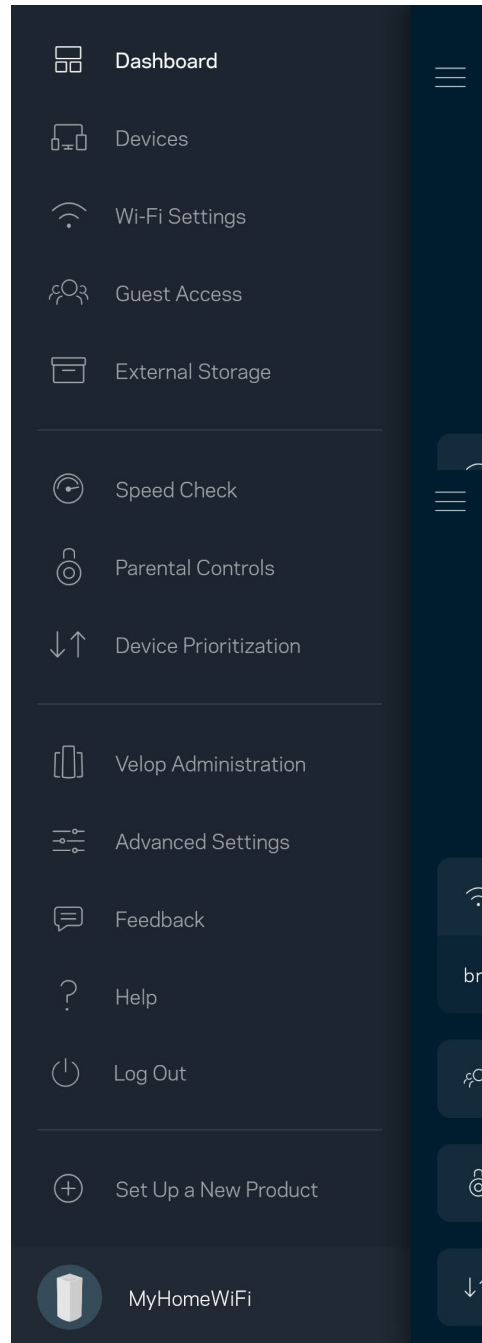 Dashboard
Devices
Wi-Fi Settings
Guest Access
External Storage
Speed Check
Parental Controls
Device Prioritization
Velop Administration
Advanced Settings
Feedback
Help
Log Out
Set Up a New Product
MyHomeWiFi
br